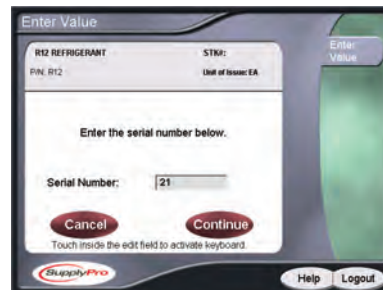 Enter Value
Enter Value
R12 REFRIGERANT STK#:
P/N: R12 Unit of Issue: EA
Enter the serial number below.
Serial Number: 21
Cancel Continue
Touch inside the edit field to activate keyboard.
SupplyPro
Help Logout